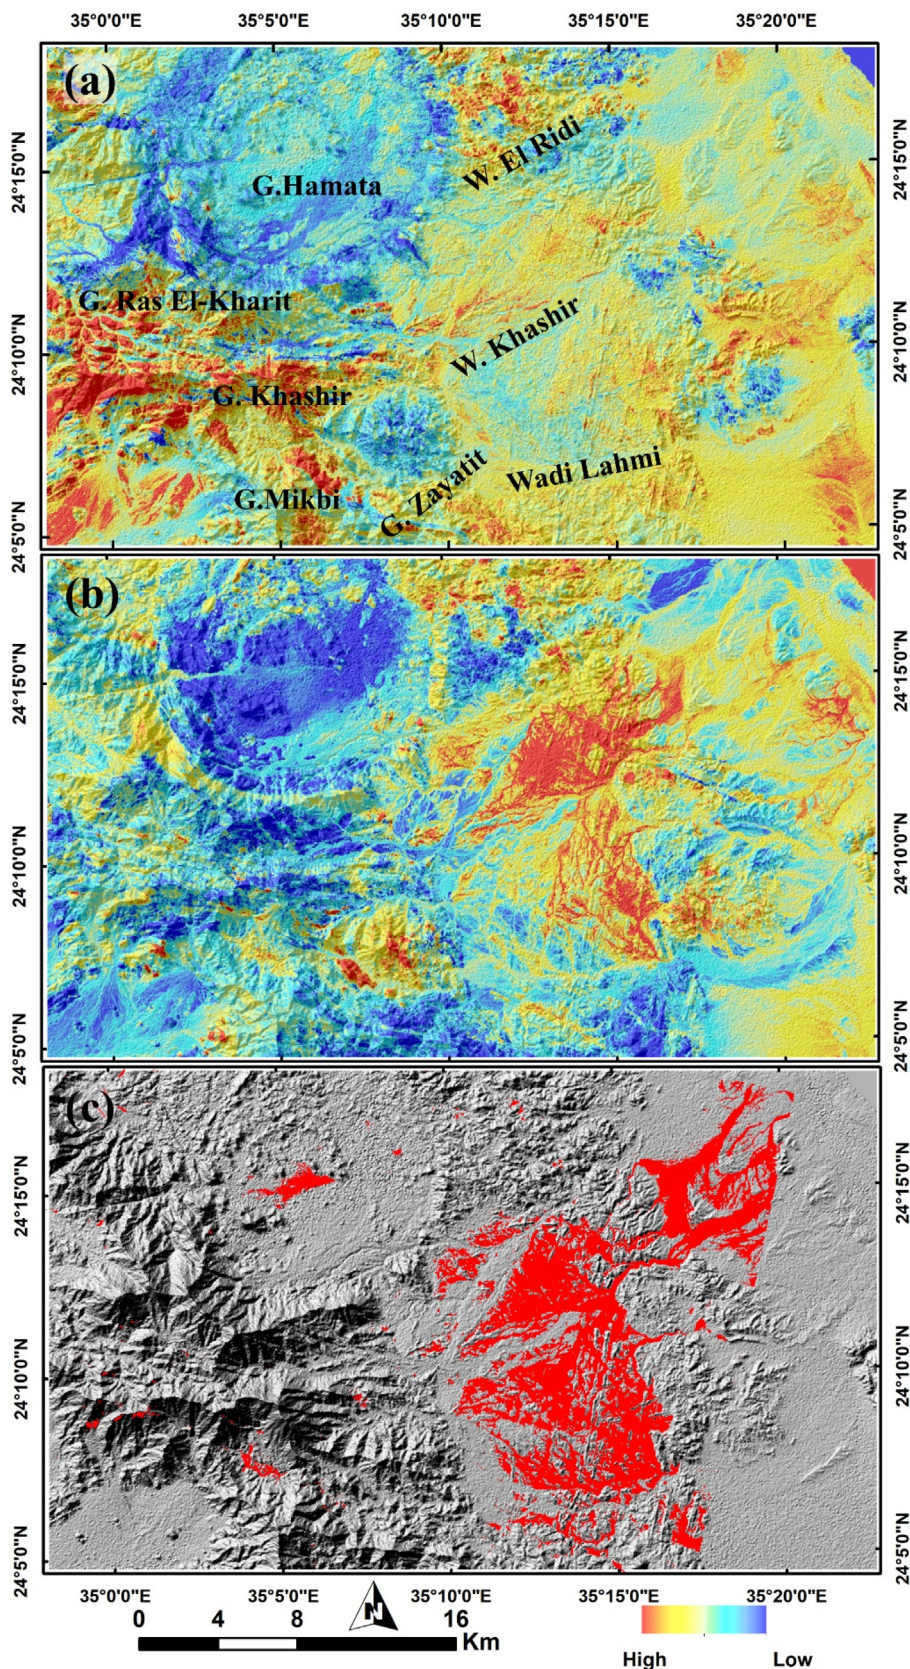 35°0'0"E 35°5'0"E 35°10'0"E 35°15'0"E 35°20'0"E
(a)
24°15'0"N
24°10'0"N
24°5'0"N
24°15'0"N
24°10'0"N
24°5'0"N
W. El Ridi
G.Hamata
G. Ras El-Kharit
W. Khashir
G. Khashir
Wadi Lahmi
G.Mikbi
G. Zayatit
(b)
24°15'0"N
24°10'0"N
24°5'0"N
24°15'0"N
24°10'0"N
24°5'0"N
(c)
24°15'0"N
24°10'0"N
24°5'0"N
24°15'0"N
24°10'0"N
24°5'0"N
35°0'0"E 35°5'0"E 35°10'0"E 35°15'0"E 35°20'0"E
0 4 8 16
N
Km
High Low